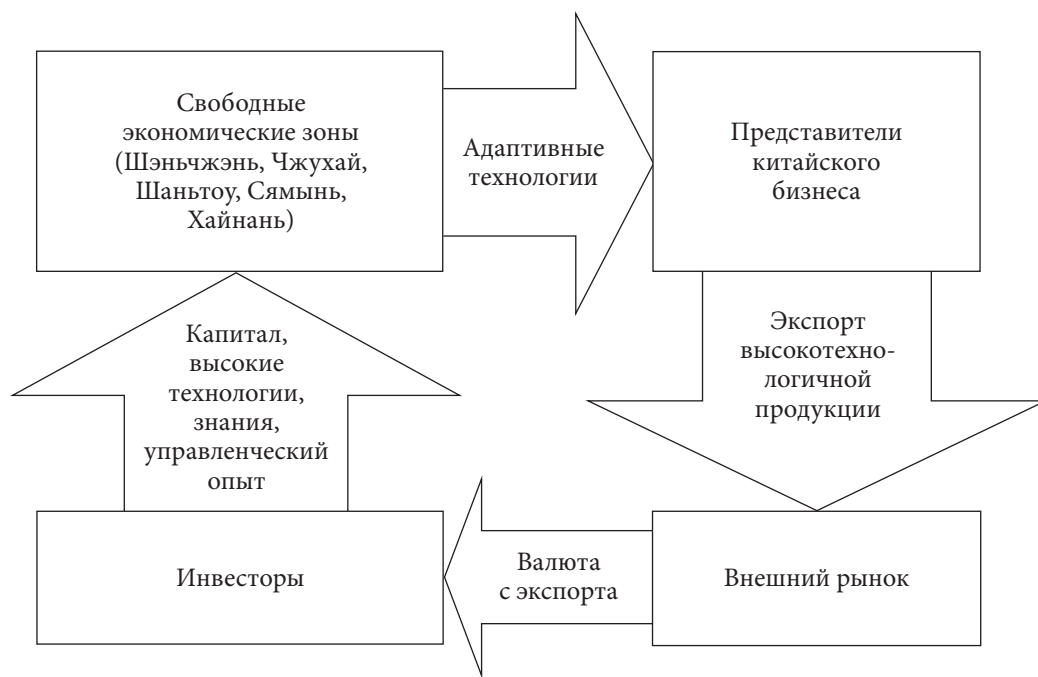 Свободные
экономические зоны
(Шэньчжэнь, Чжухай,
Шаньтоу, Сямынь,
Хайнань)
Адаптивные
технологии
Представители
китайского
бизнеса
Капитал,
высокие
технологии,
знания,
управленческий
опыт
Экспорт
высокотехно-
логичной
продукции
Инвесторы
Валюта
с экспорта
Внешний рынок